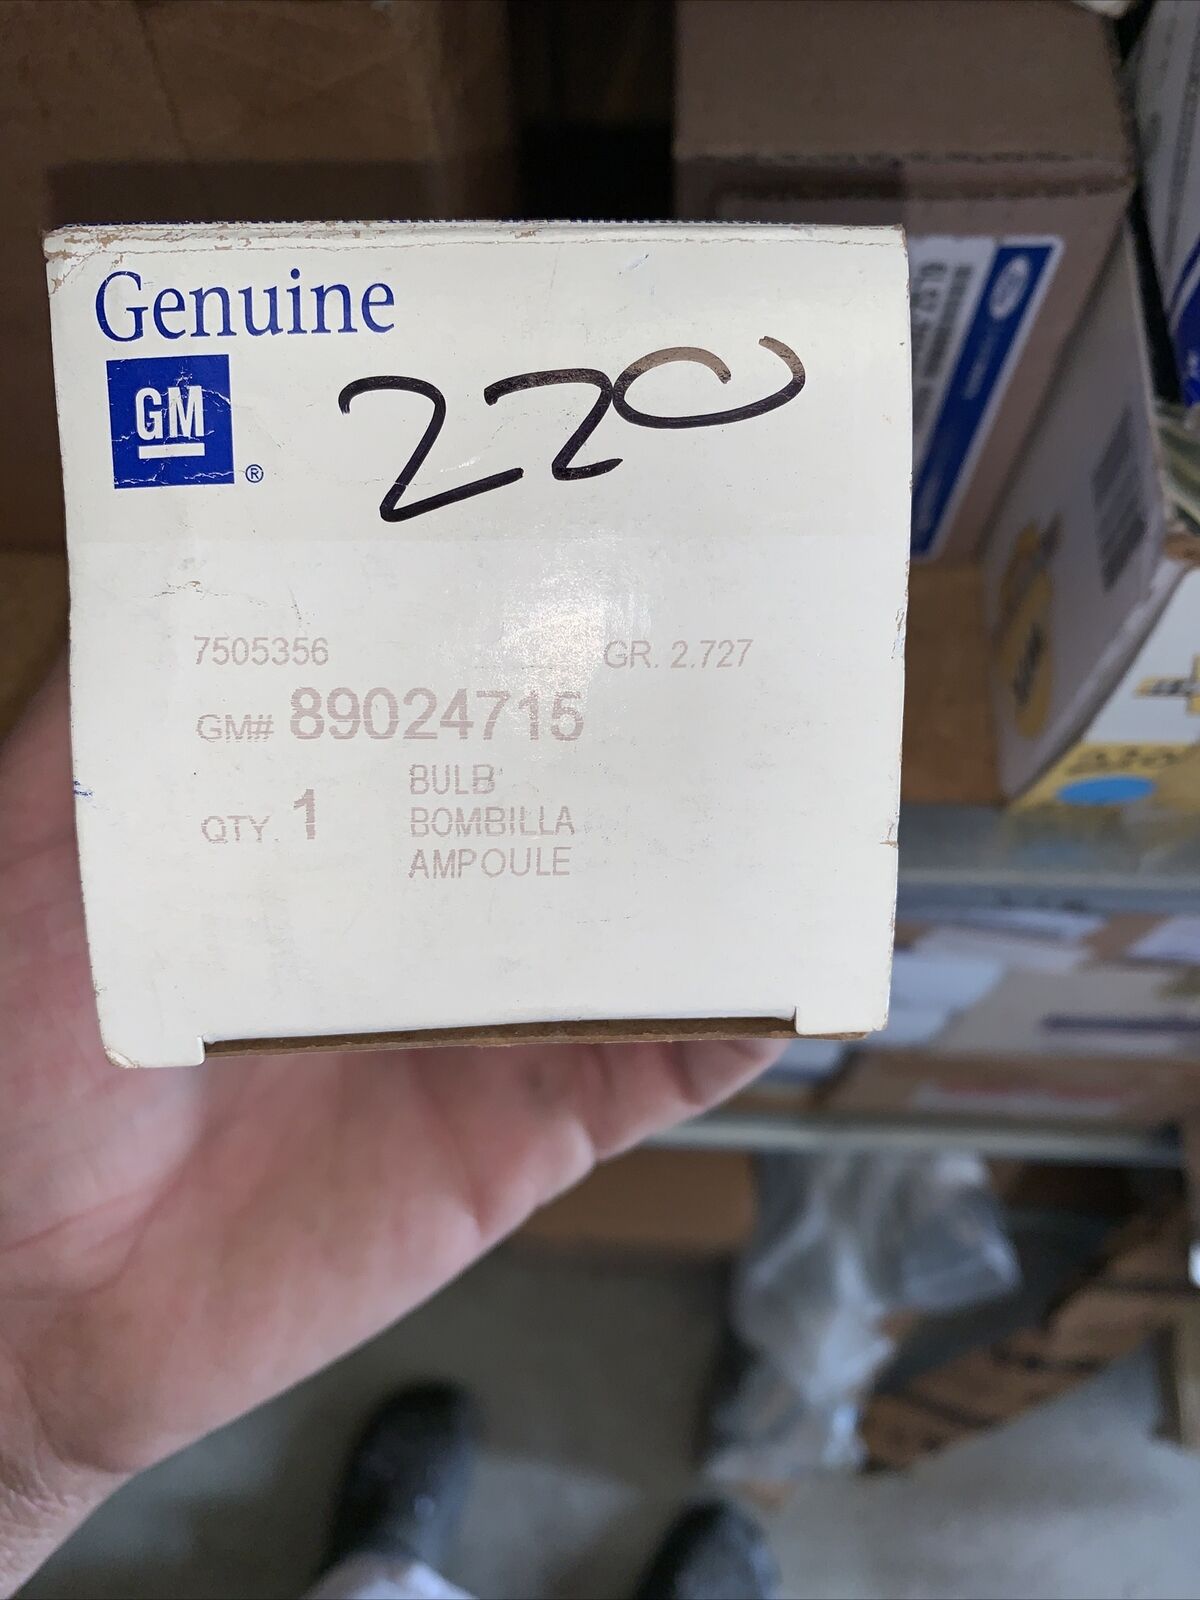 Genuine
GM
®
220
7505356 GR. 2.727
GM# 89024715
QTY. 1
BULB
BOMBILLA
AMPOULE